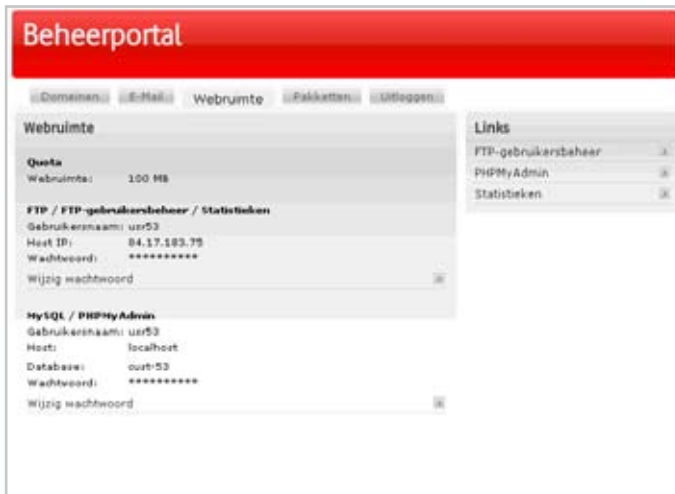 Beheerportal
Domeinen E-Mail Webruimte Pakketten Uitloggen
Webruimte
Quota
Webruimte: 100 MB
FTP / FTP-gebruikersbeheer / Statistieken
Gebruikersnaam: usr53
Host IP: 84.17.183.75
Wachtwoord: **********
Wijzig wachtwoord
MySQL / PHPMyAdmin
Gebruikersnaam: usr53
Host: localhost
Database: cust-53
Wachtwoord: **********
Wijzig wachtwoord
Links
FTP-gebruikersbeheer
PHPMyAdmin
Statistieken